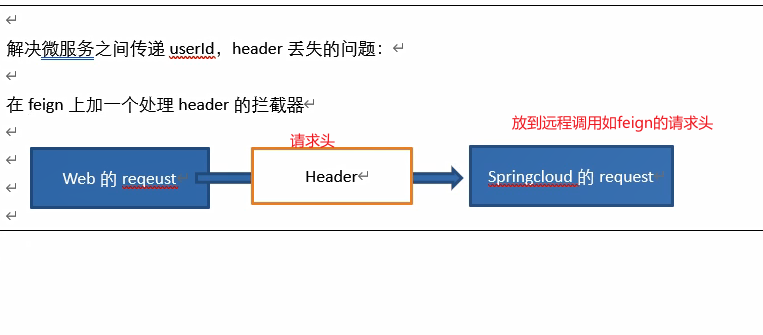 解决微服务之间传递 userId，header 丢失的问题：
在 feign 上加一个处理 header 的拦截器
放到远程调用如feign的请求头
请求头
Web 的 reqeust
Header
Springcloud 的 request